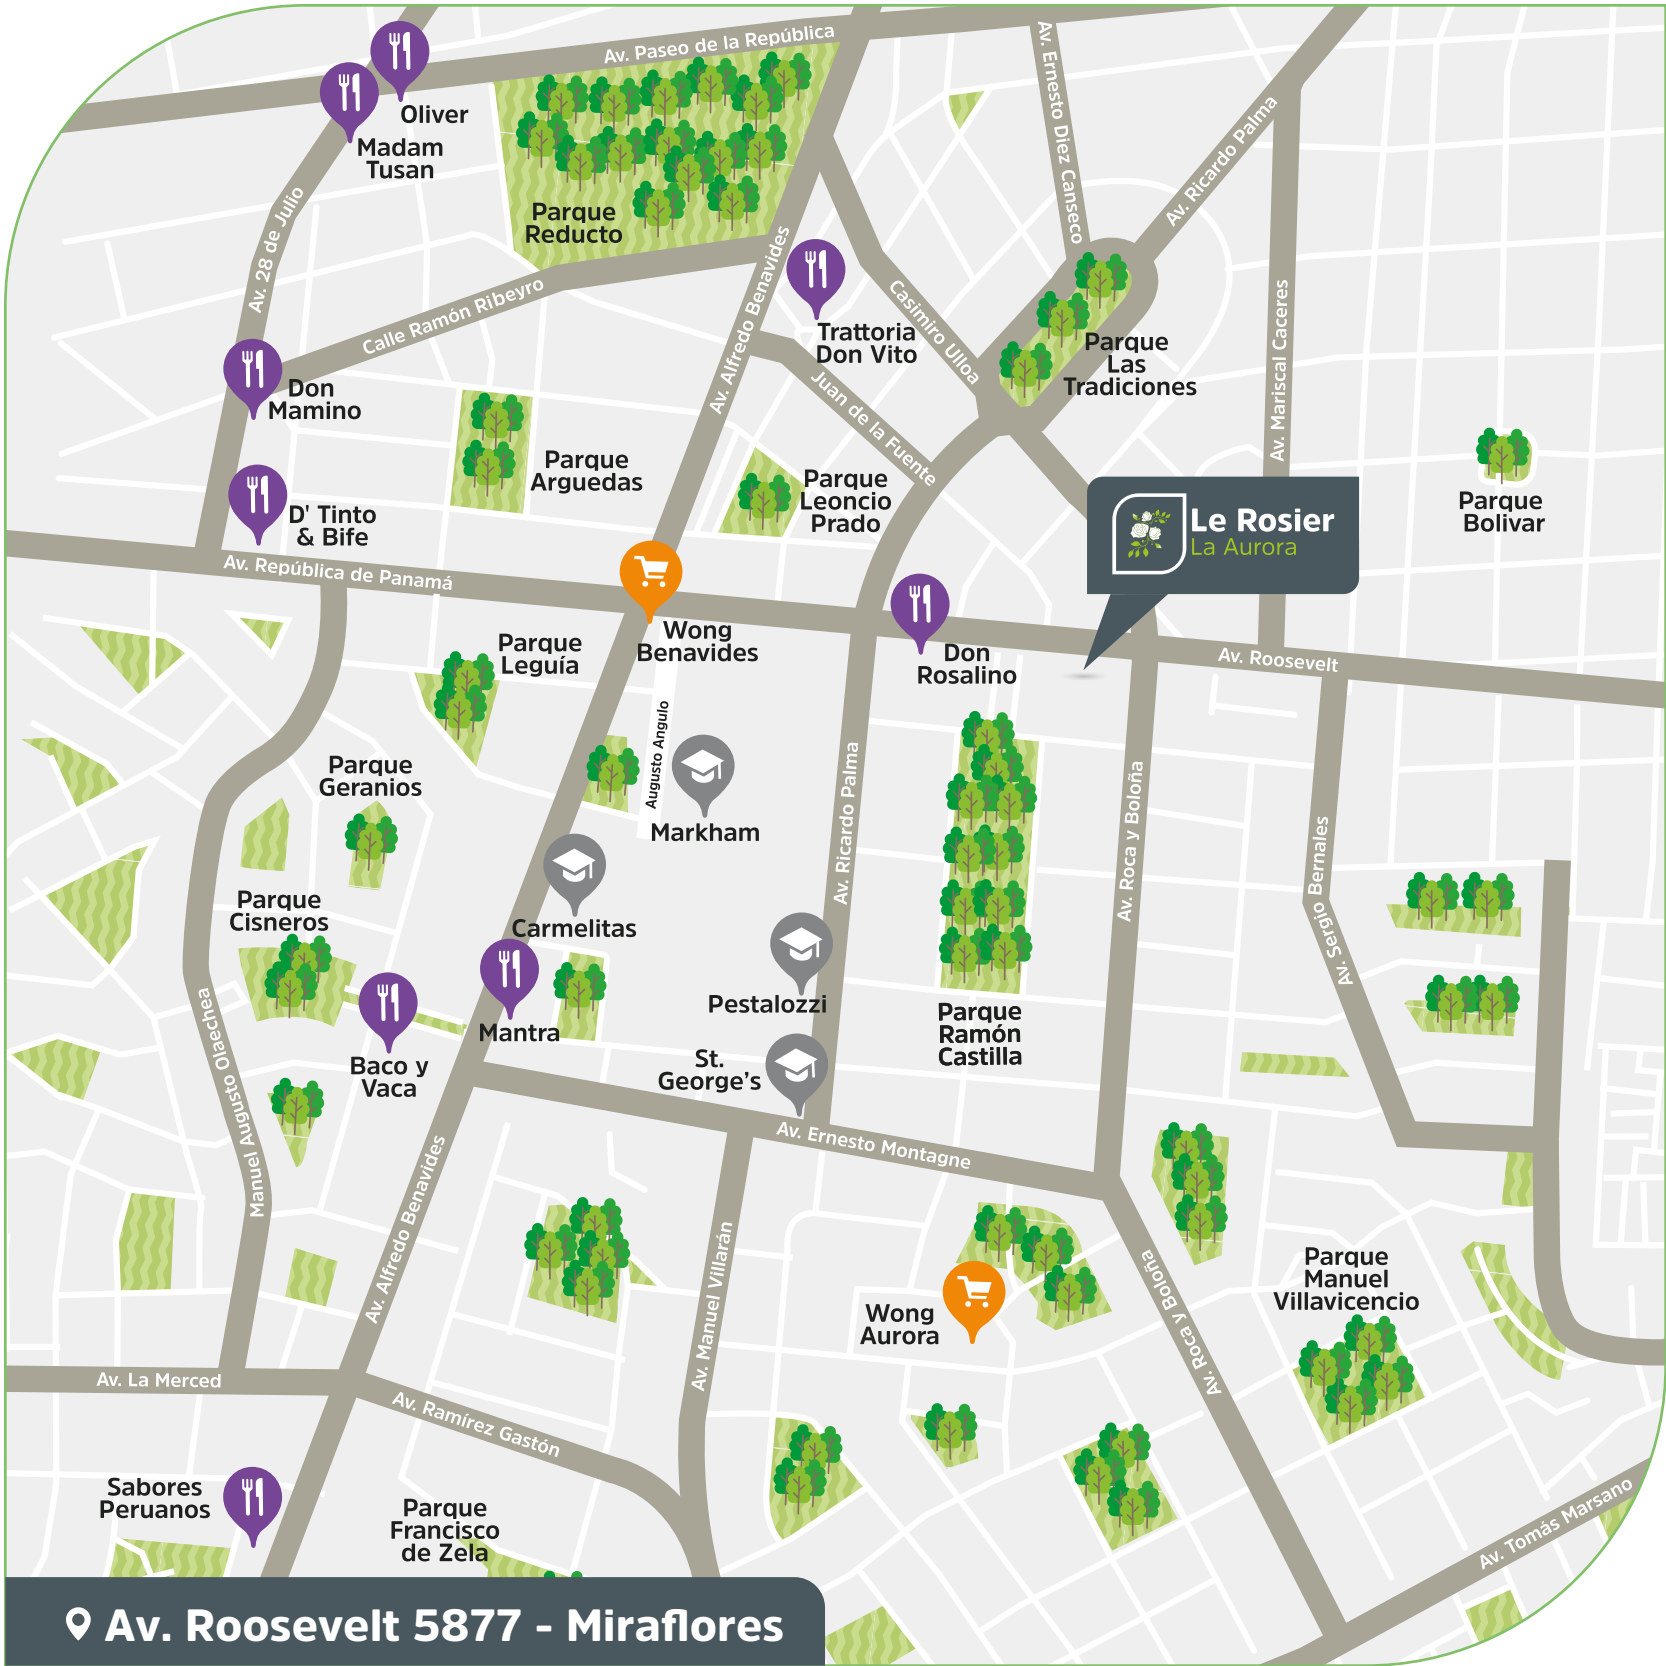 Av. Paseo de la República
Oliver
Madam
Tusan
Parque
Reducto
Av. Ernesto Diez Canseco
Av. Ricardo Palma
Av. 28 de Julio
Calle Ramón Ribeyro
Av. Alfredo Benavides
Trattoria
Don Vito
Casimiro Ulloa
Juan de la Fuente
Parque
Las
Tradiciones
Av. Mariscal Caceres
Don
Mamino
Parque
Arguedas
Parque
Leoncio
Prado
Parque
Bolivar
D' Tinto
& Bife
Le Rosier
La Aurora
Av. República de Panamá
Wong
Benavides
Don
Rosalino
Av. Roosevelt
Parque
Leguía
Augusto Angulo
Parque
Geranios
Markham
Av. Ricardo Palma
Av. Roca y Boloña
Av. Sergio Bernales
Parque
Cisneros
Carmelitas
Mantra
Pestalozzi
Parque
Ramón
Castilla
Baco y
Vaca
St.
George’s
Manuel Augusto Olaechea
Av. Ernesto Montagne
Av. Alfredo Benavides
Av. Manuel Villarán
Wong
Aurora
Av. Roca y Boloña
Parque
Manuel
Villavicencio
Av. La Merced
Av. Ramírez Gastón
Sabores
Peruanos
Parque
Francisco
de Zela
Av. Tomás Marsano
Av. Roosevelt 5877 - Miraflores